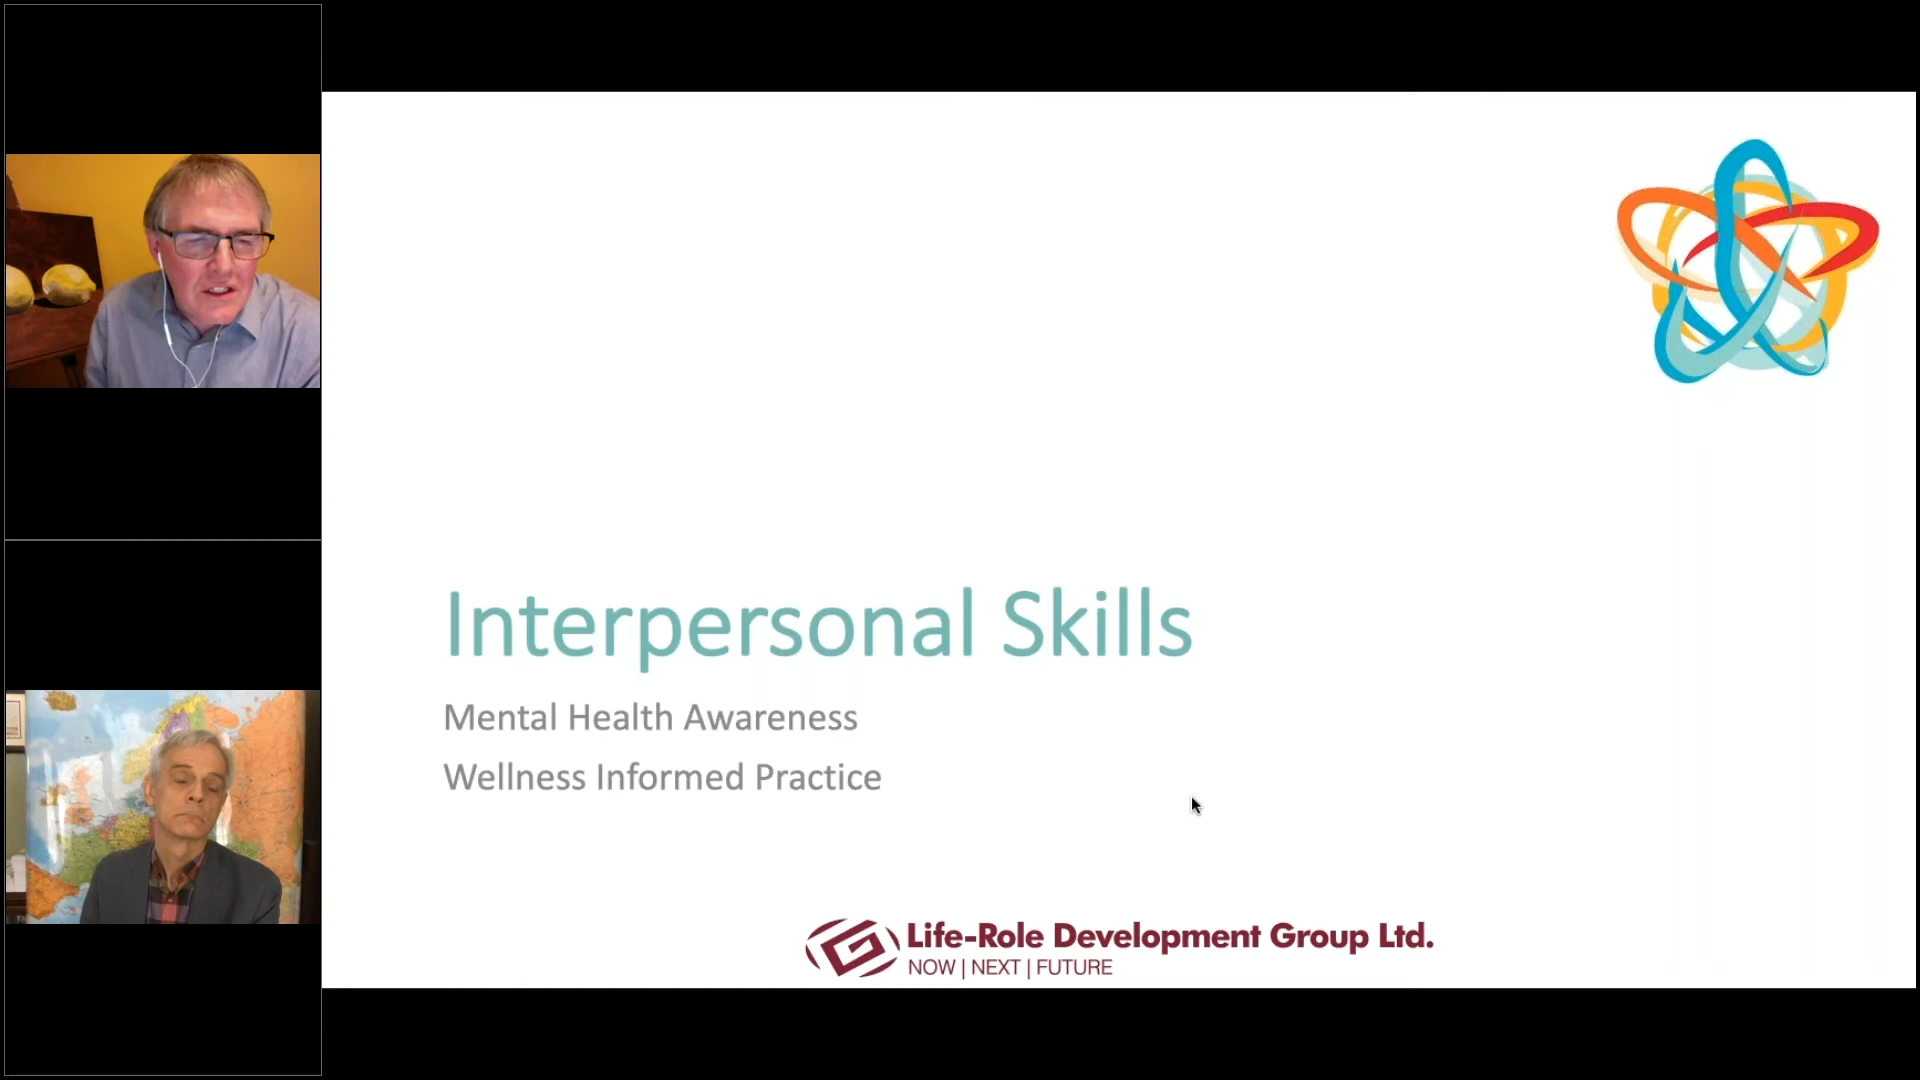 Interpersonal Skills
Mental Health Awareness
Wellness Informed Practice
Life-Role Development Group Ltd.
NOW | NEXT | FUTURE